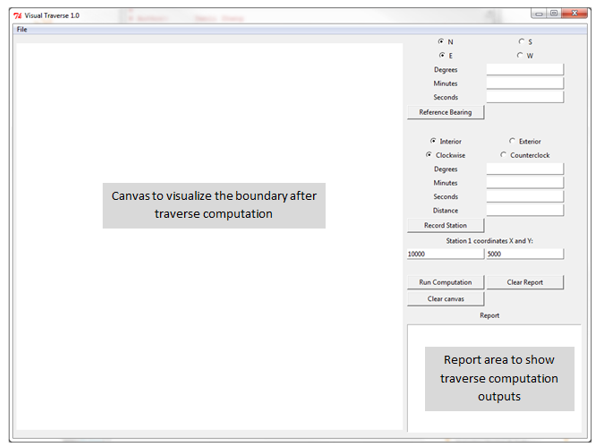 Visual Traverse 1.0
File
N S
E W
Degrees
Minutes
Seconds
Reference Bearing
Interior Exterior
Clockwise Counterclock
Degrees
Minutes
Seconds
Distance
Record Station
Station 1 coordinates X and Y:
10000 5000
Run Computation Clear Report
Clear canvas
Report
Canvas to visualize the boundary after
traverse computation
Report area to show
traverse computation
outputs